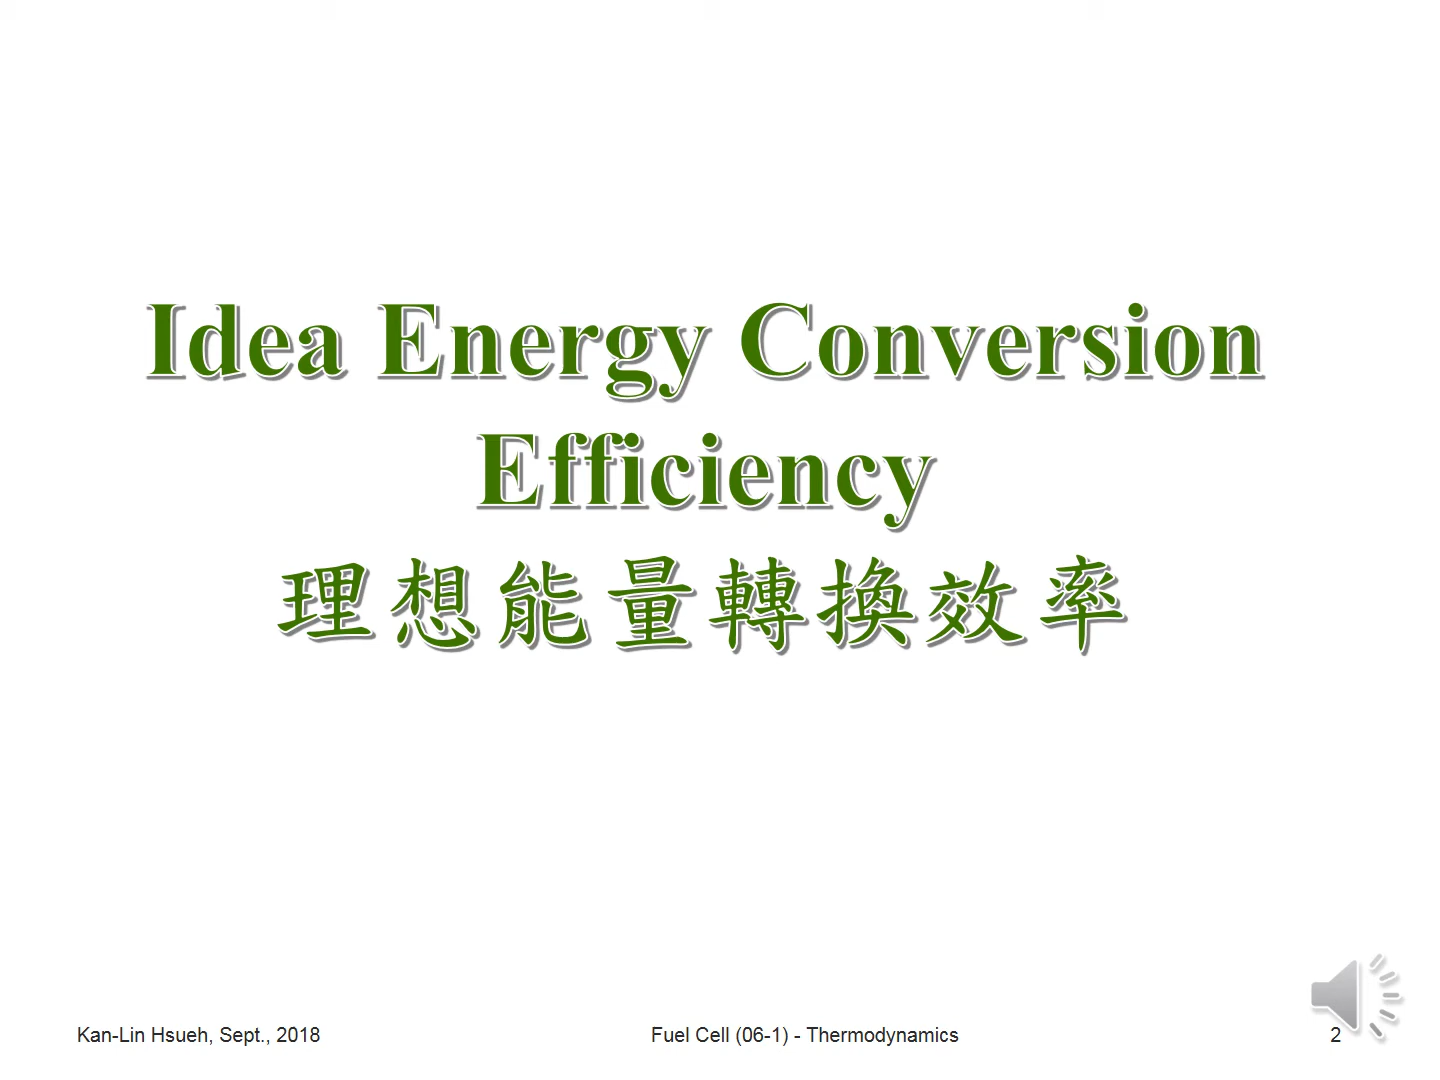 Idea Energy Conversion
Efficiency
理想能量轉換效率
Kan-Lin Hsueh, Sept., 2018
Fuel Cell (06-1) - Thermodynamics
2